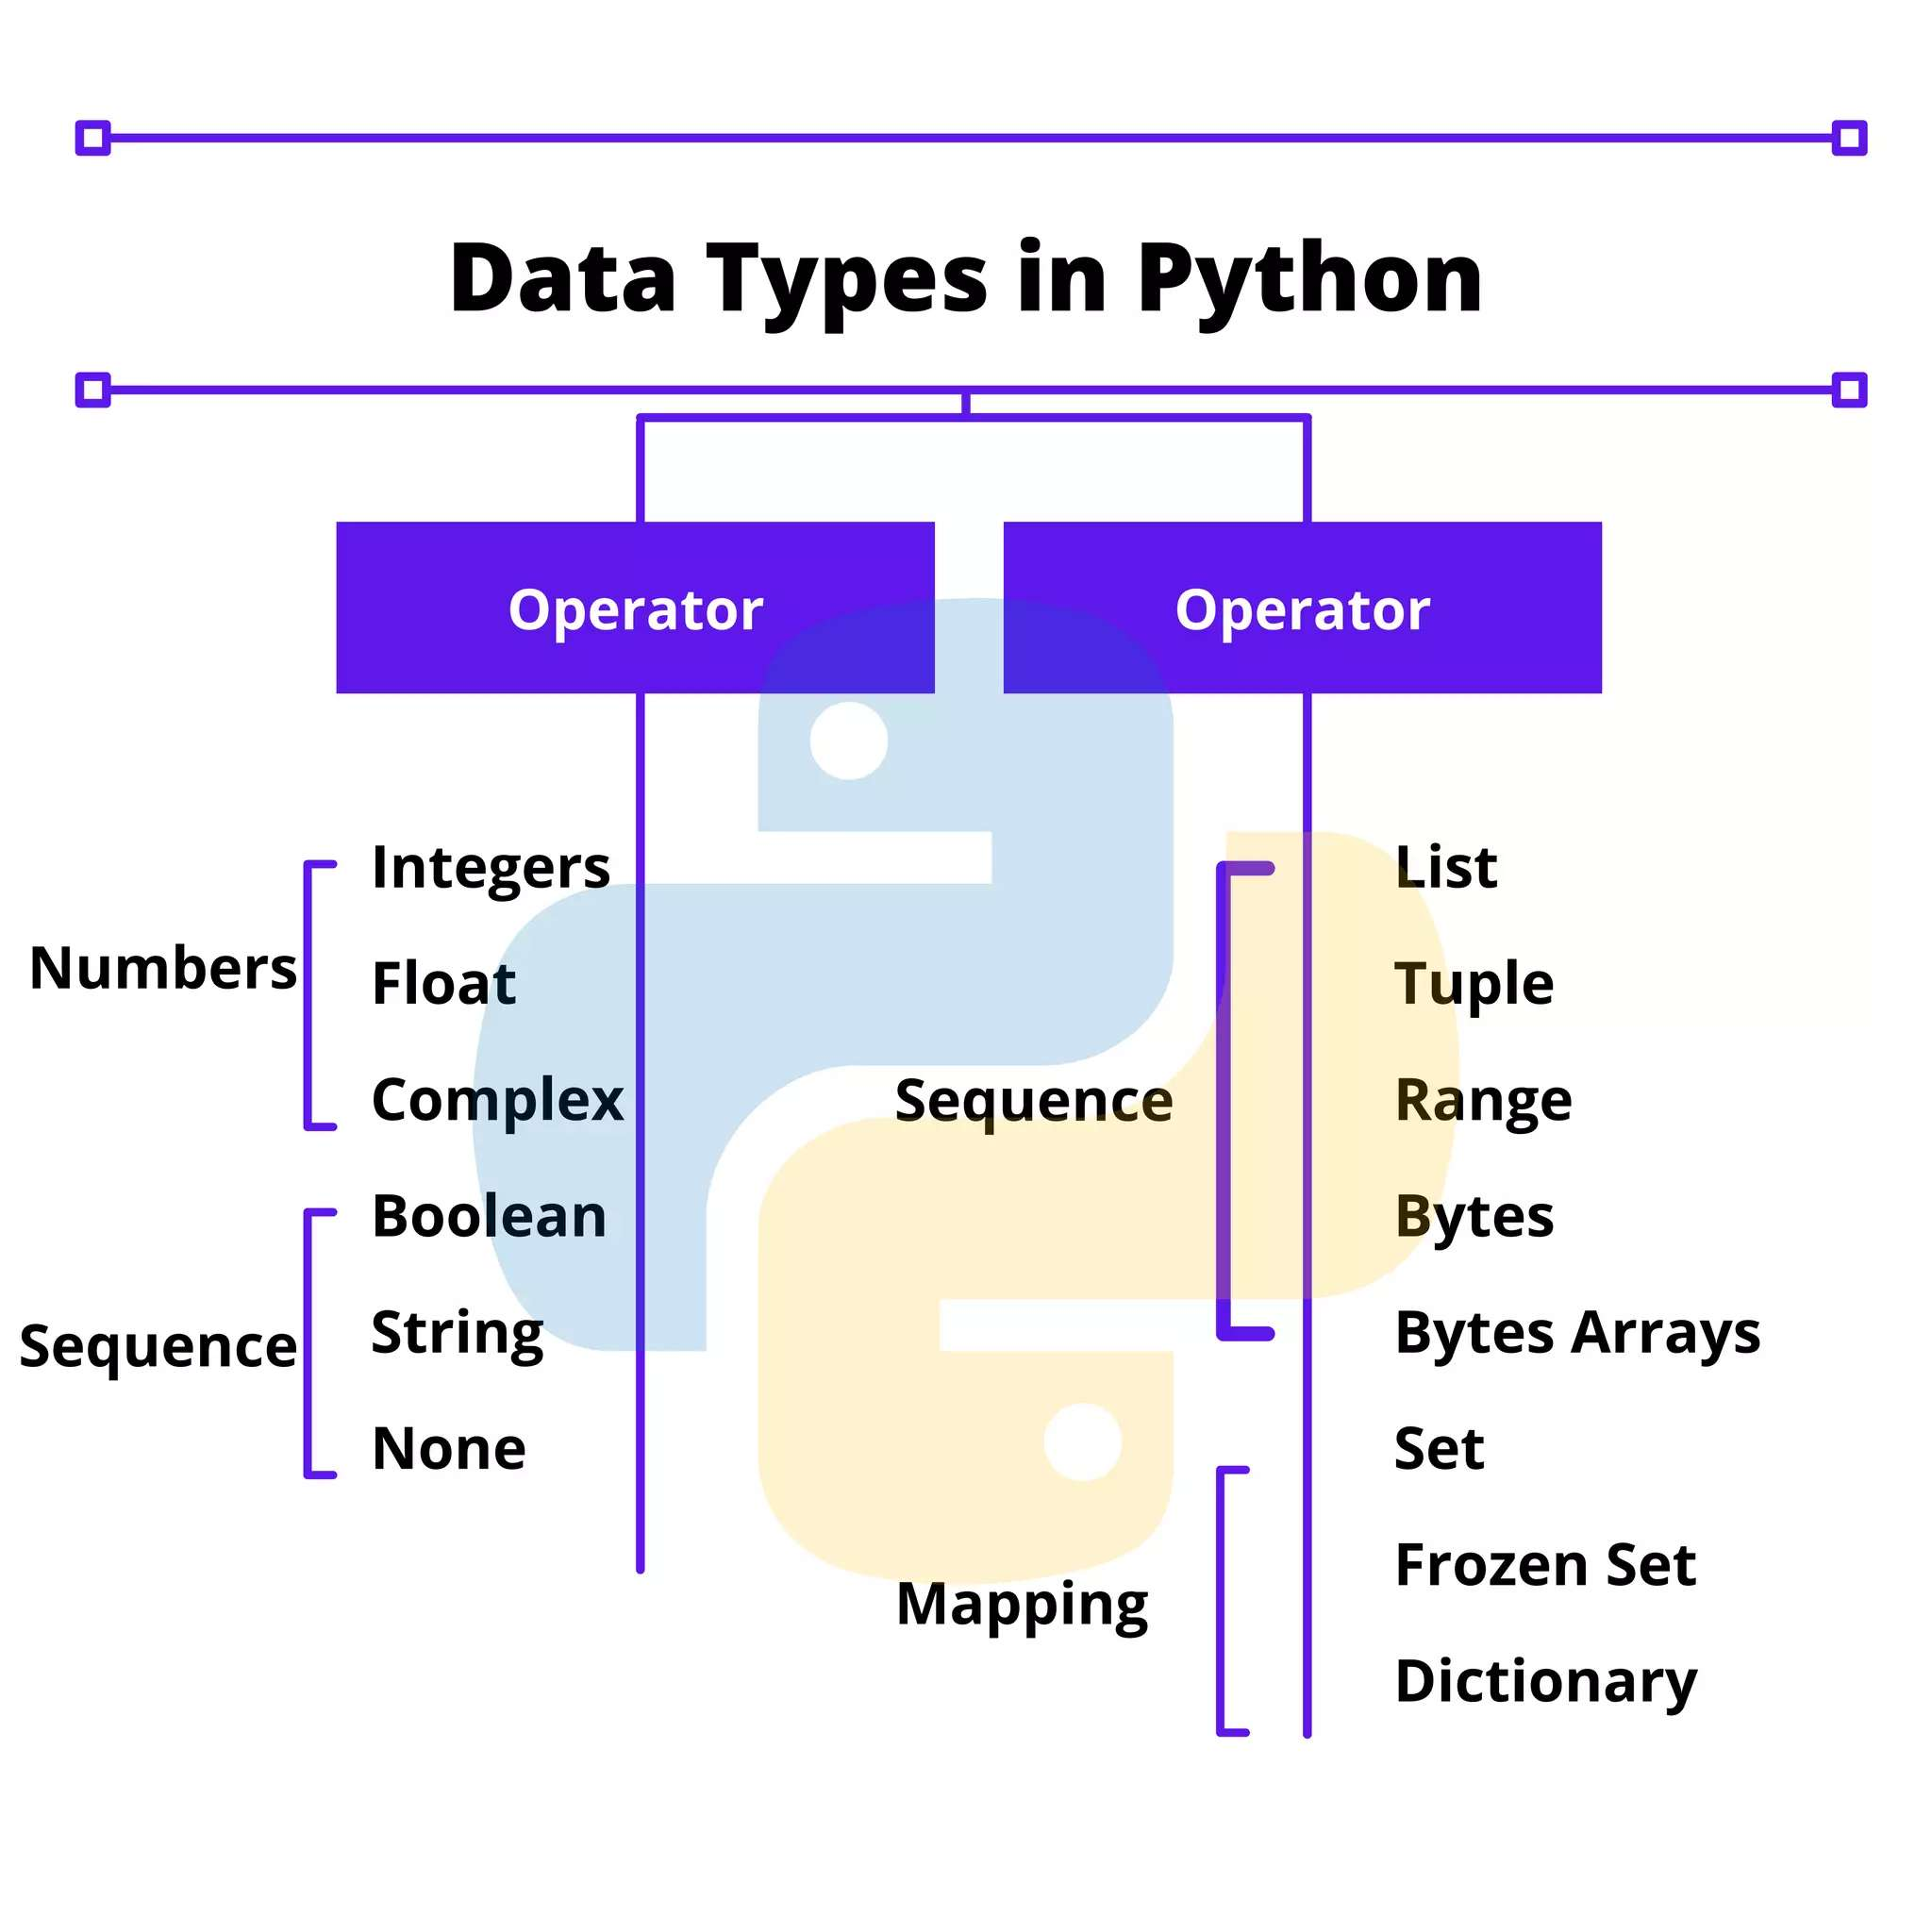 Data Types in Python
Operator
Operator
Numbers
Integers
Float
Complex
Sequence
Boolean
String
None
Sequence
List
Tuple
Range
Bytes
Bytes Arrays
Mapping
Set
Frozen Set
Dictionary